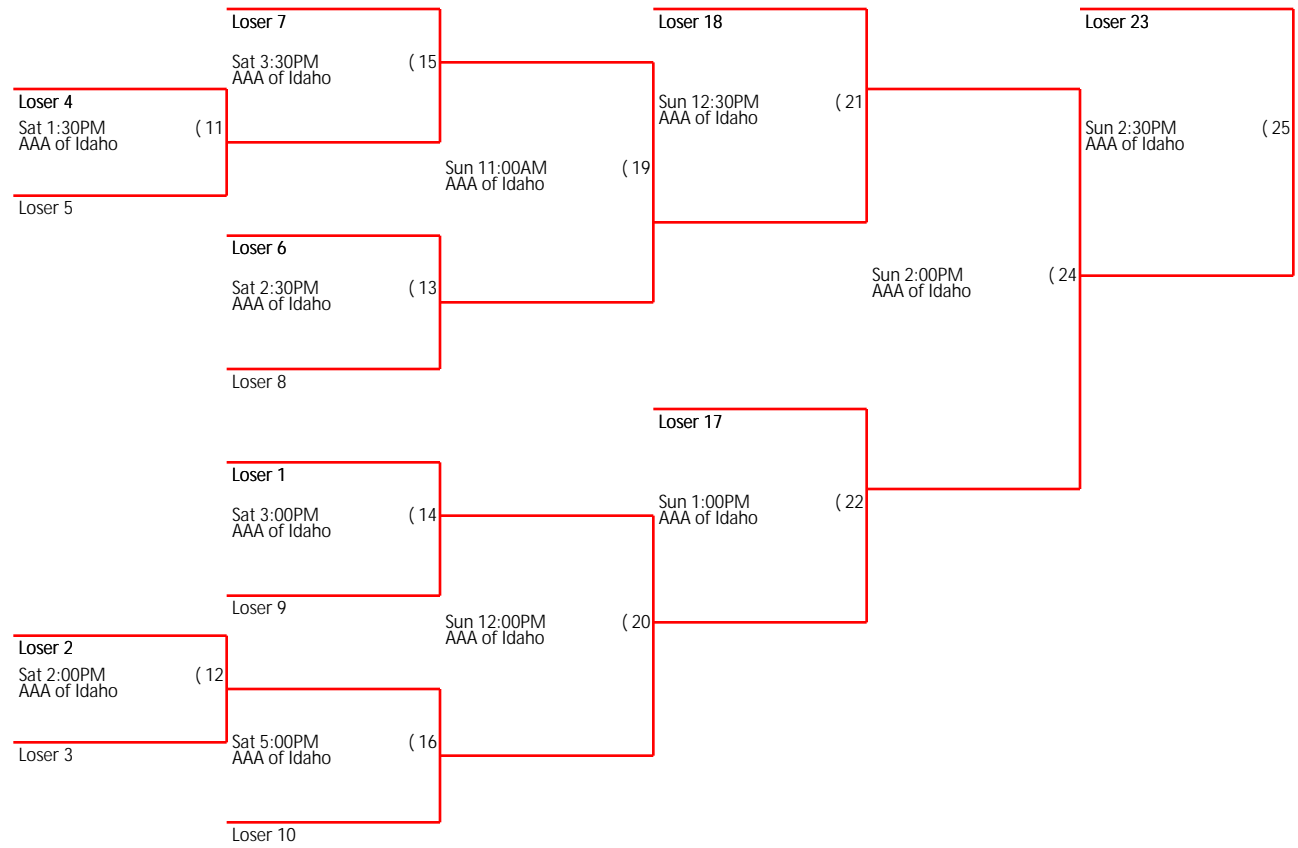 Loser 7
Loser 18
Loser 23
Sat 3:30PM
AAA of Idaho
( 15
Loser 4
Sat 1:30PM
AAA of Idaho
( 11
Sun 12:30PM
AAA of Idaho
( 21
Sun 2:30PM
AAA of Idaho
( 25
Sun 11:00AM
AAA of Idaho
( 19
Loser 5
Loser 6
Sat 2:30PM
AAA of Idaho
( 13
Sun 2:00PM
AAA of Idaho
( 24
Loser 8
Loser 17
Loser 1
Sat 3:00PM
AAA of Idaho
( 14
Sun 1:00PM
AAA of Idaho
( 22
Loser 9
Sun 12:00PM
AAA of Idaho
( 20
Loser 2
Sat 2:00PM
AAA of Idaho
( 12
Sat 5:00PM
AAA of Idaho
( 16
Loser 3
Loser 10